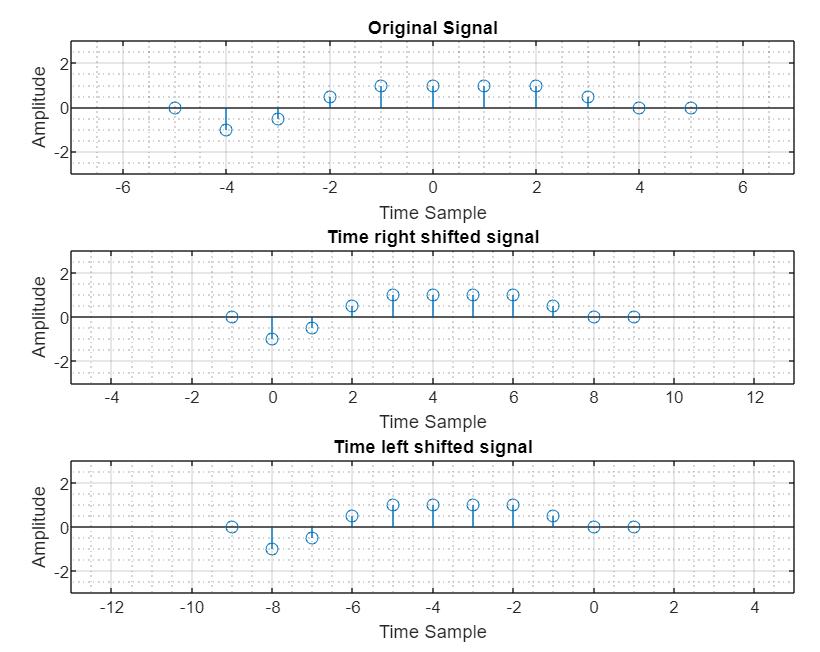 Original Signal
Amplitude
2
0
-2
-6 -4 -2 0 2 4 6
Time Sample
Time right shifted signal
Amplitude
2
0
-2
-4 -2 0 2 4 6 8 10 12
Time Sample
Time left shifted signal
Amplitude
2
0
-2
-12 -10 -8 -6 -4 -2 0 2 4
Time Sample